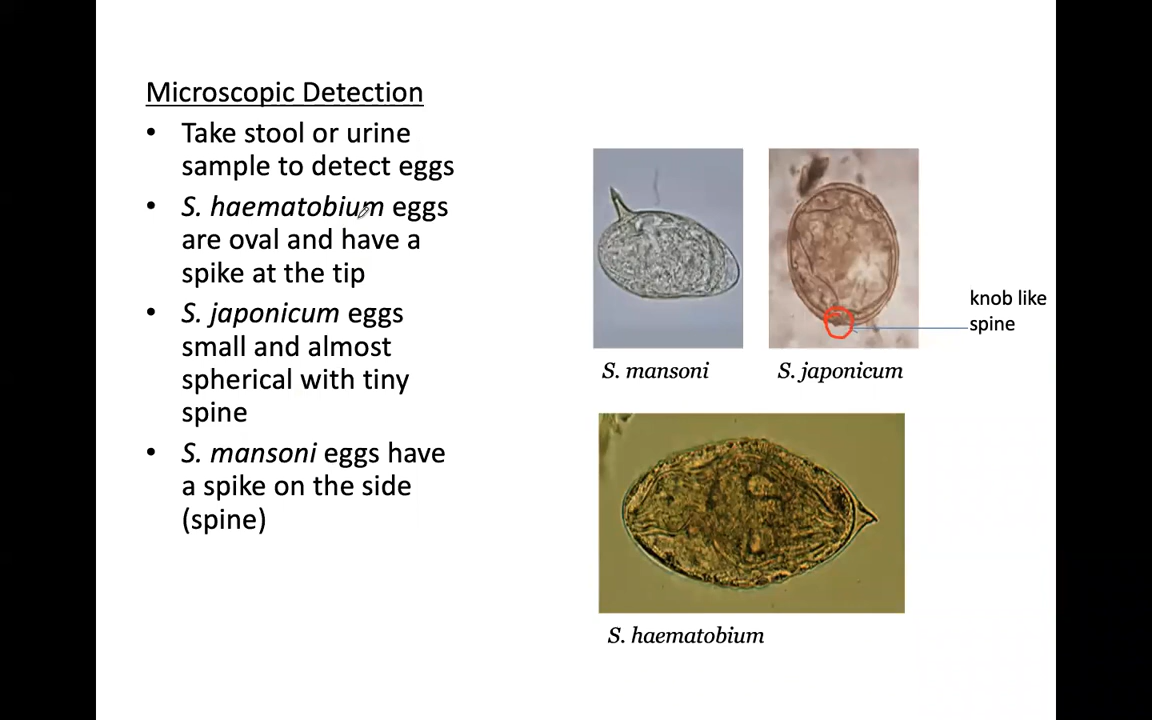 Microscopic Detection
• Take stool or urine
sample to detect eggs
• S. haematobium eggs
are oval and have a
spike at the tip
• S. japonicum eggs
small and almost
spherical with tiny
spine
• S. mansoni eggs have
a spike on the side
(spine)
S. mansoni
S. japonicum
knob like
spine
S. haematobium